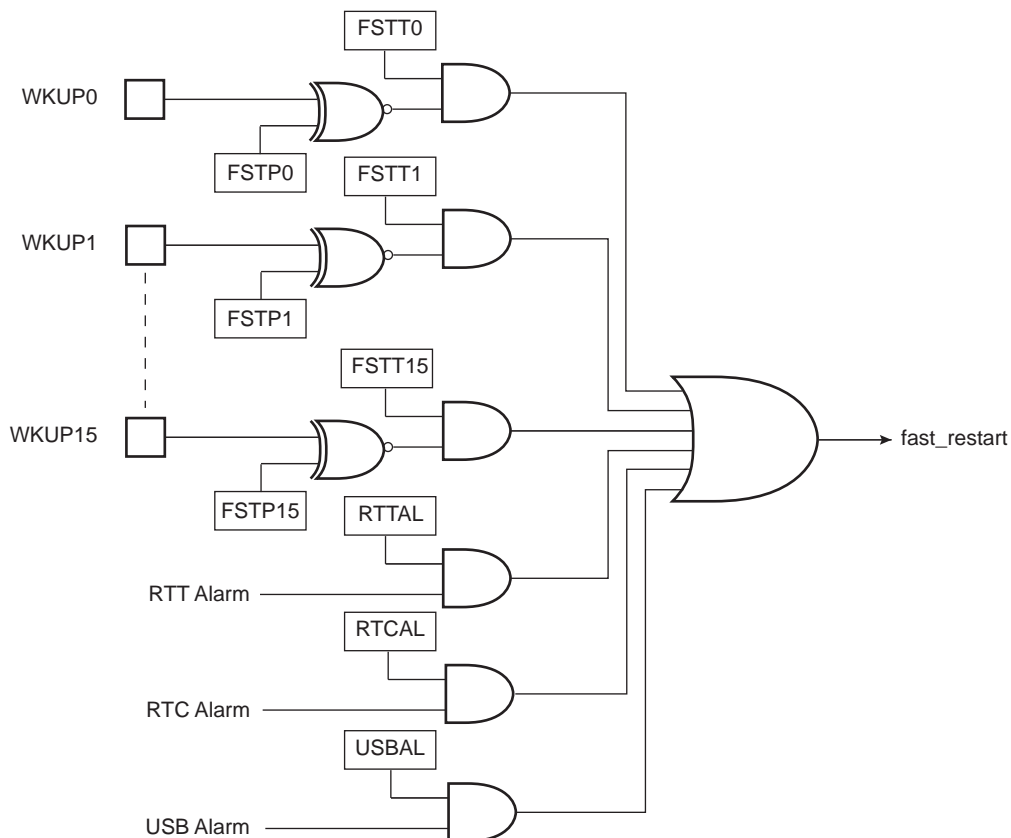 FSTT0
WKUP0
FSTP0
FSTT1
WKUP1
FSTP1
FSTT15
WKUP15
fast_restart
FSTP15
RTTAL
RTT Alarm
RTCAL
RTC Alarm
USBAL
USB Alarm